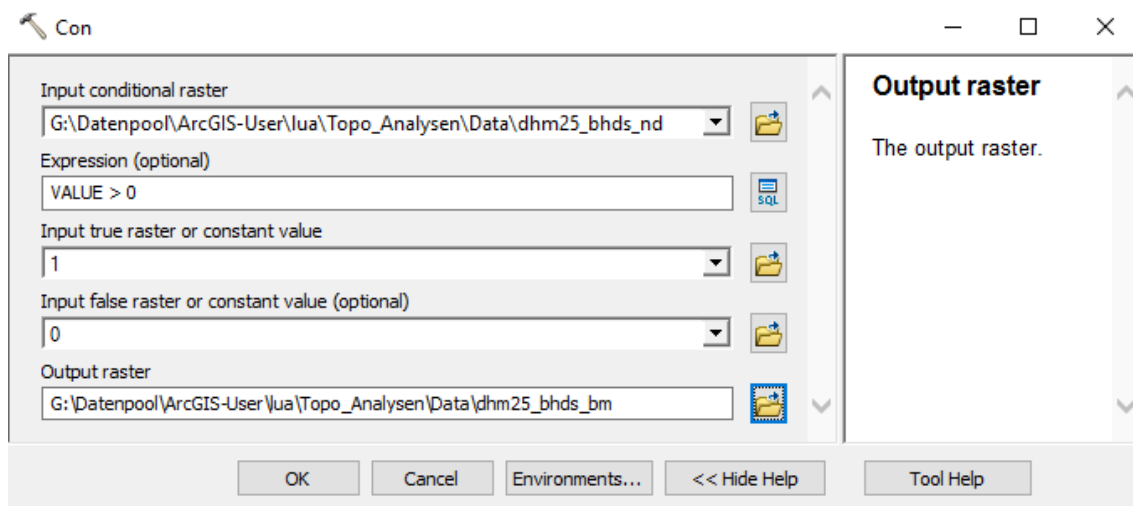 Con
Input conditional raster
G:\Datenpool\ArcGIS-User\lua\Topo_Analysen\Data\dhm25_bhds_nd
Expression (optional)
VALUE > 0
SQL
Input true raster or constant value
1
Input false raster or constant value (optional)
0
Output raster
G:\Datenpool\ArcGIS-User\lua\Topo_Analysen\Data\dhm25_bhds_bm
Output raster
The output raster.
OK
Cancel
Environments...
<< Hide Help
Tool Help